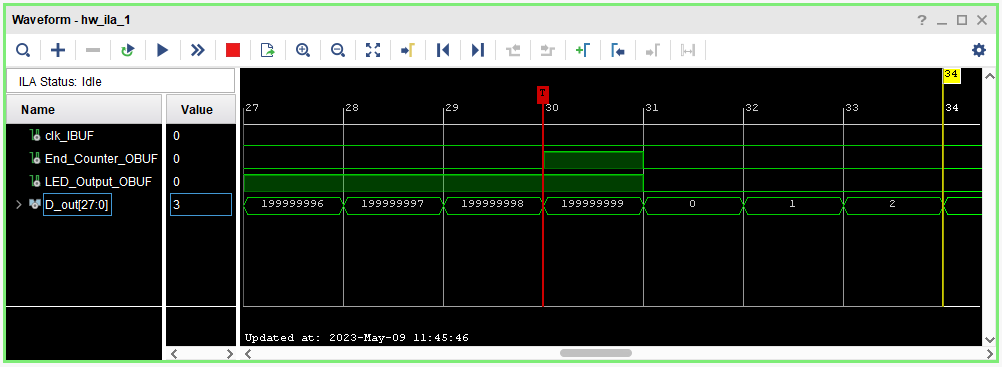 Waveform - hw_ila_1
ILA Status: Idle
34
Name Value
T
27 28 29 30 31 32 33 34
clk_IBUF 0
End_Counter_OBUF 0
LED_Output_OBUF 0
D_out[27:0] 3 199999996 199999997 199999998 199999999 0 1 2
Updated at: 2023-May-09 11:45:46